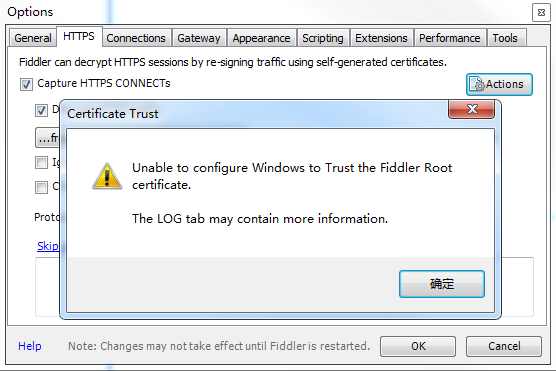 Options
General HTTPS Connections Gateway Appearance Scripting Extensions Performance Tools
Fiddler can decrypt HTTPS sessions by re-signing traffic using self-generated certificates.
Capture HTTPS CONNECTs
Actions
Certificate Trust
Unable to configure Windows to Trust the Fiddler Root
certificate.
The LOG tab may contain more information.
确定
Skip
Help
Note: Changes may not take effect until Fiddler is restarted.
OK
Cancel